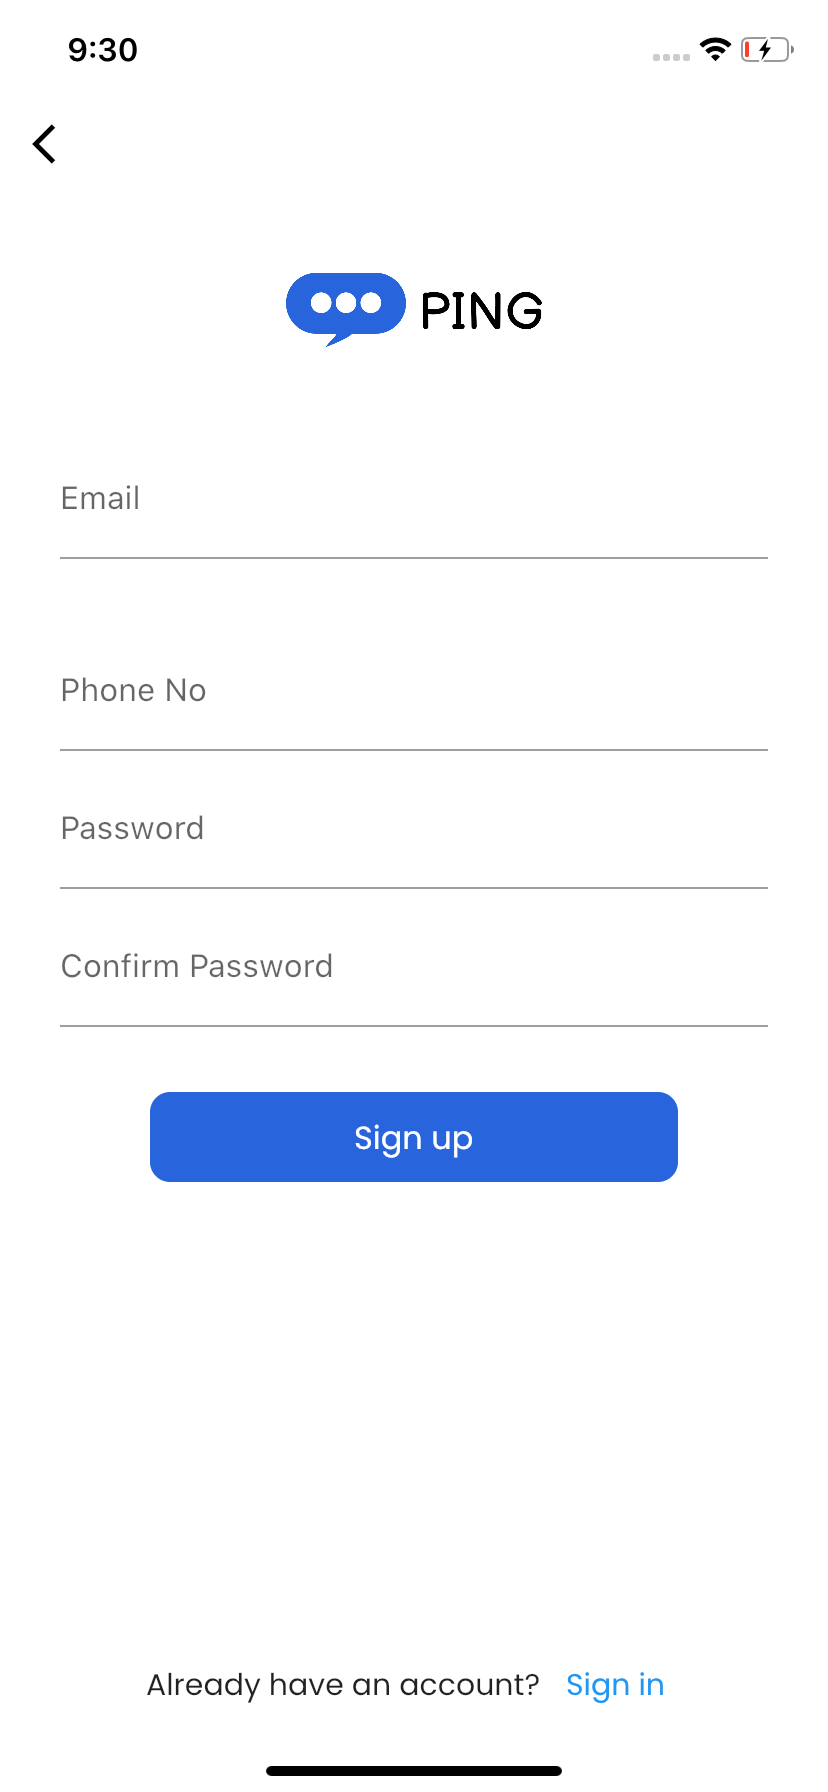 9:30
PING
Email
Phone No
Password
Confirm Password
Sign up
Already have an account? Sign in